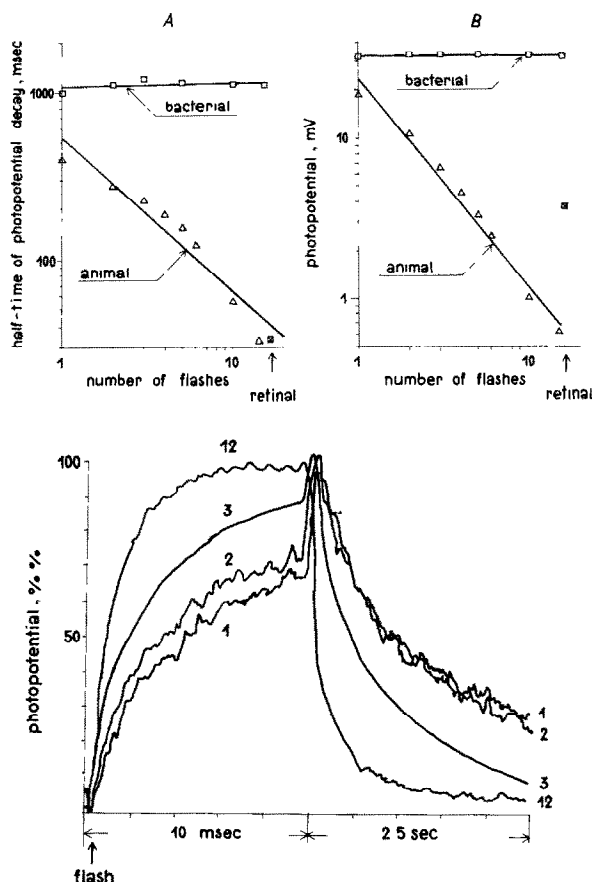 A
half-time of photopotential decay, msec
1000
100
bacterial
animal
1
10
number of flashes
retinal
B
photopotential, mV
10
1
bacterial
animal
1
10
number of flashes
retinal
photopotential, % %
100
50
12
3
2
1
1
2
3
12
10 msec
2 5 sec
flash